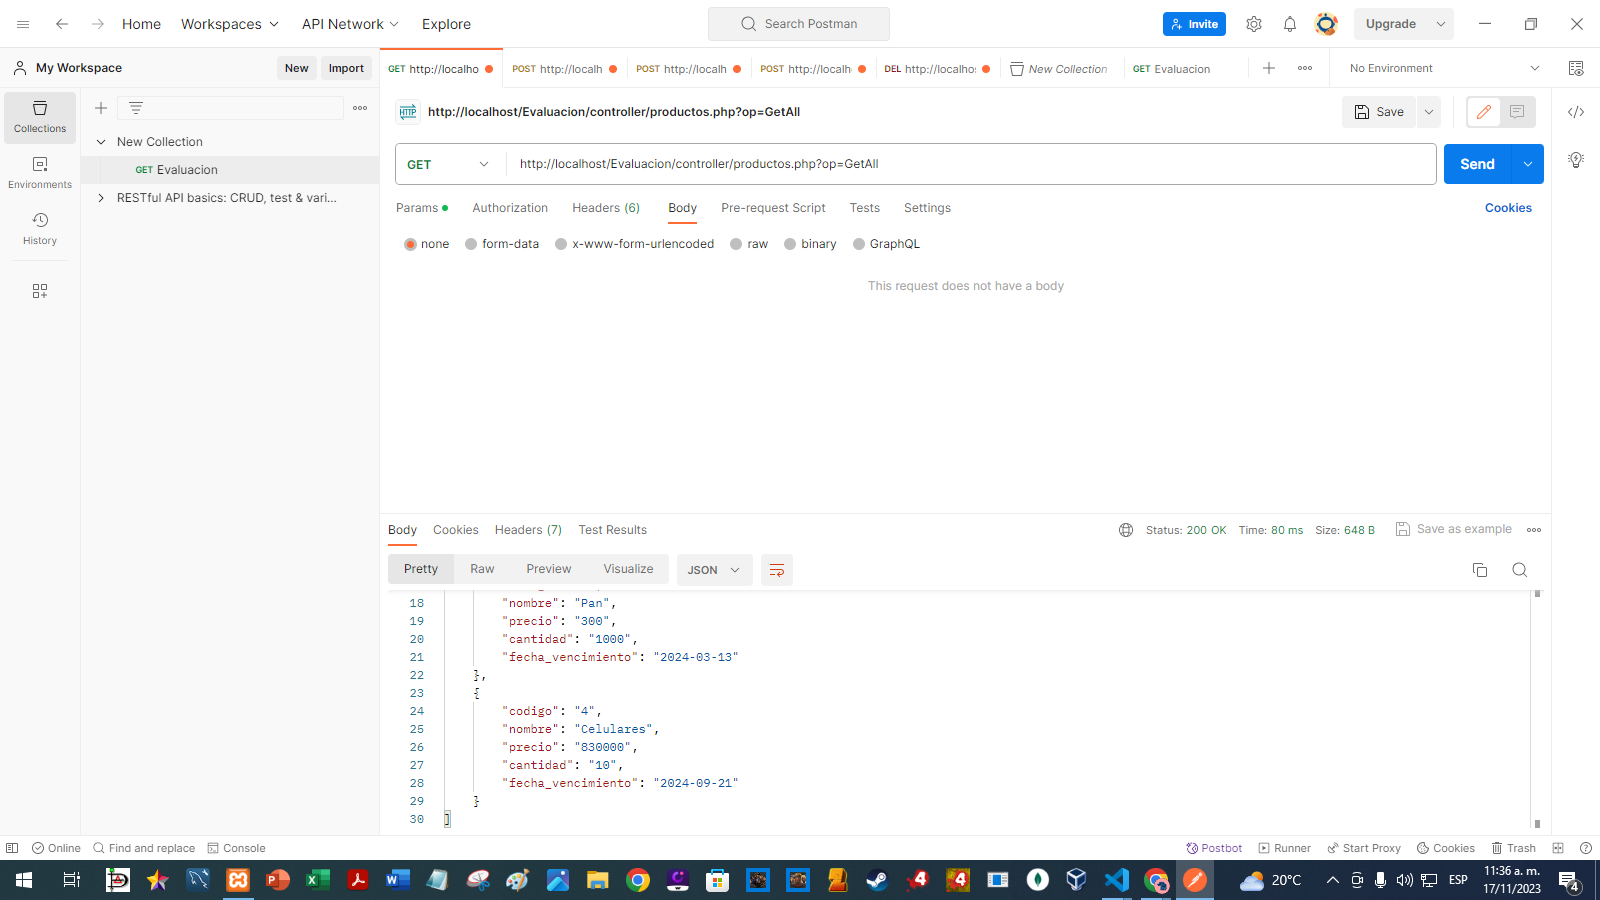 Home Workspaces API Network Explore Search Postman Invite Upgrade
My Workspace New Import GET http://localho POST http://localh POST http://localh POST http://localh DEL http://localho: New Collection GET Evaluacion No Environment
Collections
Environments
History
New Collection
GET Evaluacion
RESTful API basics: CRUD, test & vari...
HTTP http://localhost/Evaluacion/controller/productos.php?op=GetAll Save
GET http://localhost/Evaluacion/controller/productos.php?op=GetAll Send
Params Authorization Headers (6) Body Pre-request Script Tests Settings Cookies
none form-data x-www-form-urlencoded raw binary GraphQL
This request does not have a body
Body Cookies Headers (7) Test Results Status: 200 OK Time: 80 ms Size: 648 B Save as example
Pretty Raw Preview Visualize JSON
18 "nombre": "Pan",
19 "precio": "300",
20 "cantidad": "1000",
21 "fecha_vencimiento": "2024-03-13"
22 },
23 {
24 "codigo": "4",
25 "nombre": "Celulares",
26 "precio": "830000",
27 "cantidad": "10",
28 "fecha_vencimiento": "2024-09-21"
29 }
30 ]
Online Find and replace Console Postbot Runner Start Proxy Cookies Trash
20°C ESP 11:36 a. m.
17/11/2023 4